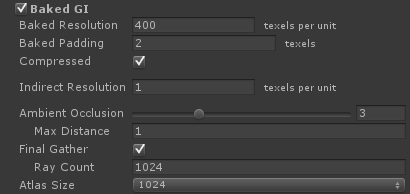 Baked GI
Baked Resolution 400 texels per unit
Baked Padding 2 texels
Compressed
Indirect Resolution 1 texels per unit
Ambient Occlusion 3
Max Distance 1
Final Gather
Ray Count 1024
Atlas Size 1024